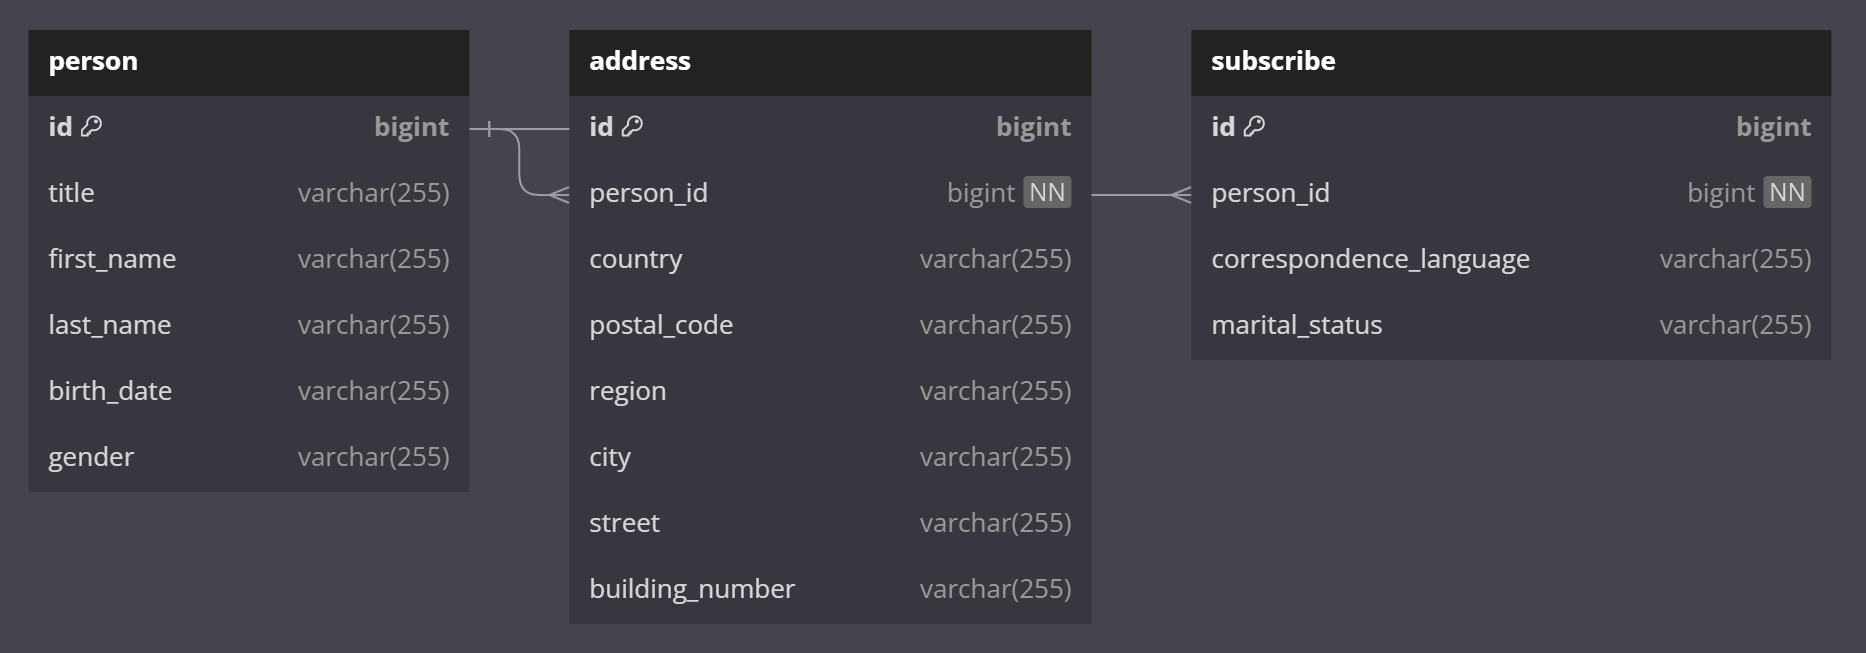 person
id bigint
title varchar(255)
first_name varchar(255)
last_name varchar(255)
birth_date varchar(255)
gender varchar(255)
address
id bigint
person_id bigint NN
country varchar(255)
postal_code varchar(255)
region varchar(255)
city varchar(255)
street varchar(255)
building_number varchar(255)
subscribe
id bigint
person_id bigint NN
correspondence_language varchar(255)
marital_status varchar(255)